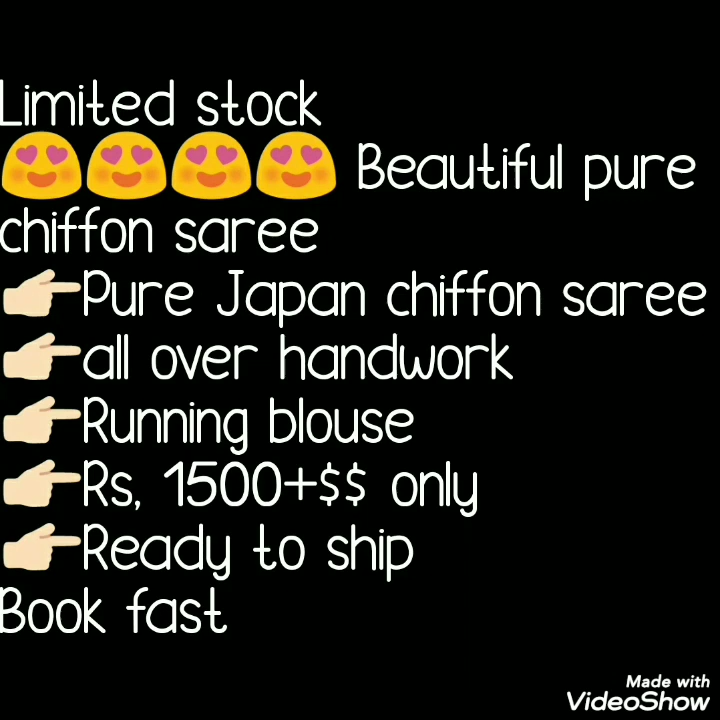 Limited stock
😍😍😍😍 Beautiful pure
chiffon saree
👉🏻Pure Japan chiffon saree
👉🏻all over handwork
👉🏻Running blouse
👉🏻Rs, 1500+$$ only
👉🏻Ready to ship
Book fast
Made with
VideoShow